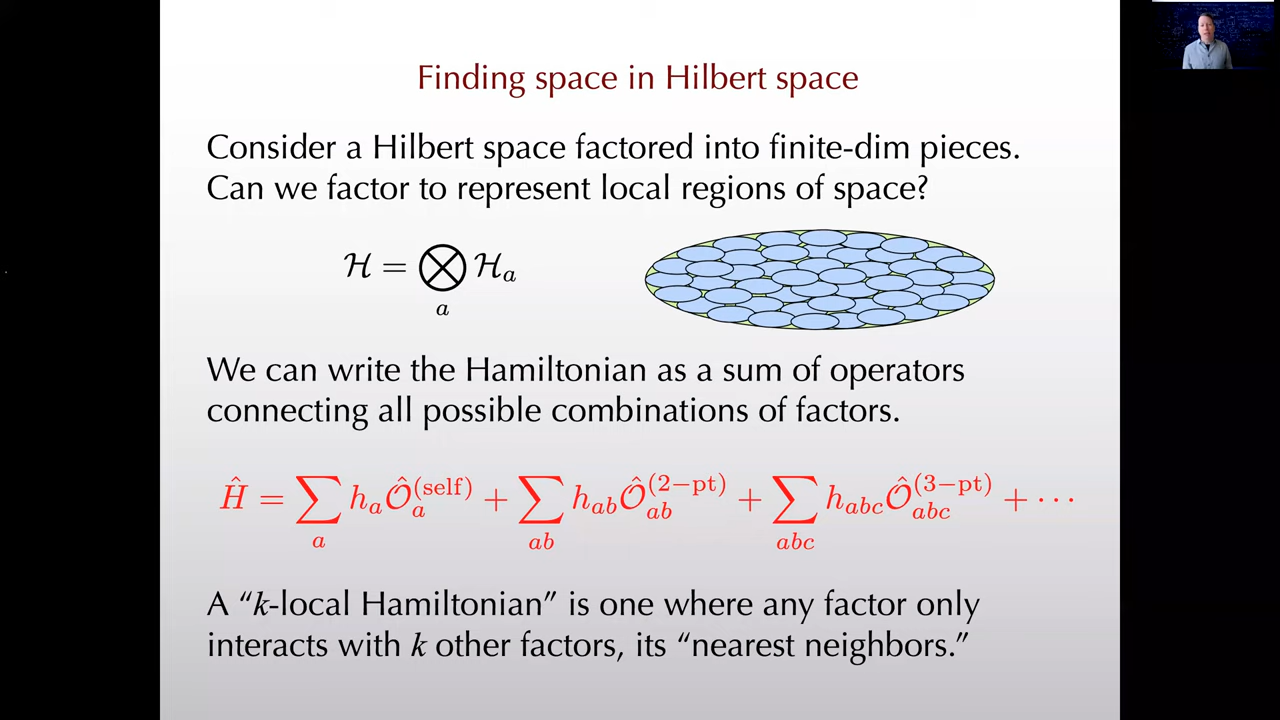 Finding space in Hilbert space
Consider a Hilbert space factored into finite-dim pieces.
Can we factor to represent local regions of space?
ℋ = ⨂_a ℋ_a
We can write the Hamiltonian as a sum of operators
connecting all possible combinations of factors.
Ĥ = ∑_a h_a Ô_a^(self) + ∑_ab h_ab Ô_ab^(2−pt) + ∑_abc h_abc Ô_abc^(3−pt) + ⋯
A “k-local Hamiltonian” is one where any factor only
interacts with k other factors, its “nearest neighbors.”